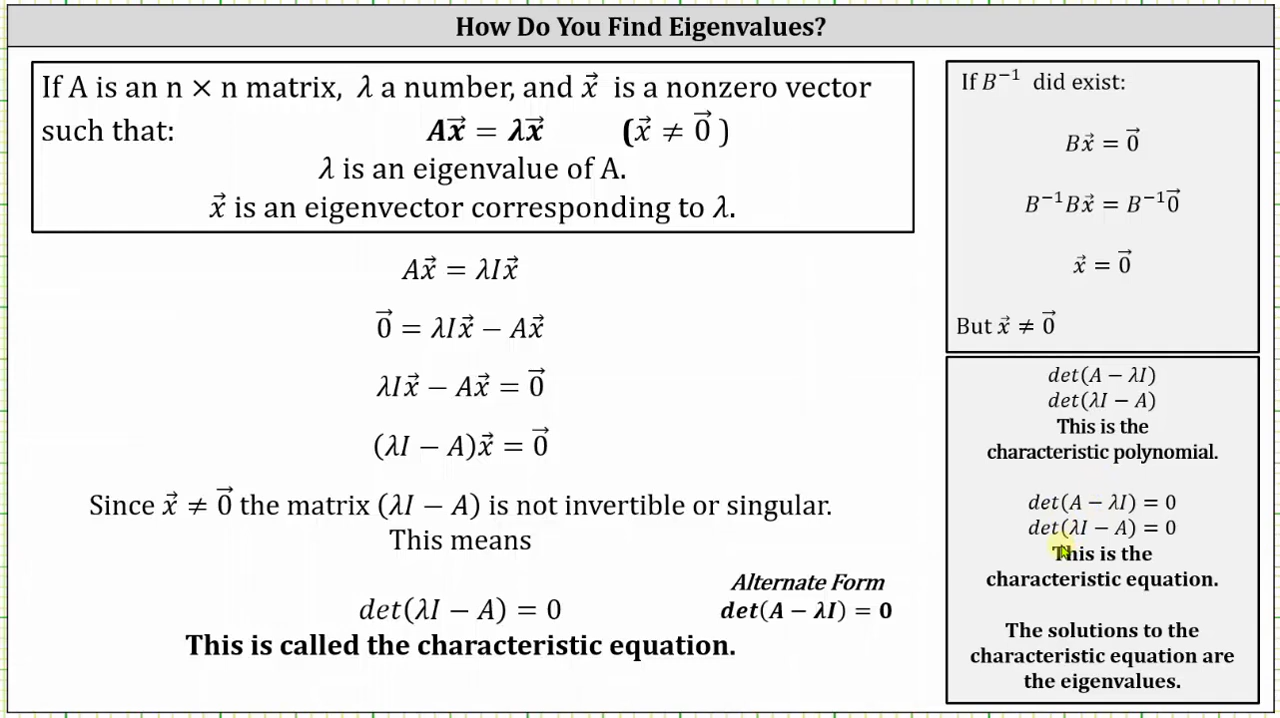 How Do You Find Eigenvalues?
If A is an n × n matrix, λ a number, and x⃗ is a nonzero vector
such that: Ax⃗ = λx⃗ (x⃗ ≠ 0⃗ )
λ is an eigenvalue of A.
x⃗ is an eigenvector corresponding to λ.
Ax⃗ = λIx⃗
0⃗ = λIx⃗ − Ax⃗
λIx⃗ − Ax⃗ = 0⃗
(λI − A)x⃗ = 0⃗
Since x⃗ ≠ 0⃗ the matrix (λI − A) is not invertible or singular.
This means
det(λI − A) = 0
This is called the characteristic equation.
Alternate Form
det(A − λI) = 0
If B⁻¹ did exist:
Bx⃗ = 0⃗
B⁻¹Bx⃗ = B⁻¹0⃗
x⃗ = 0⃗
But x⃗ ≠ 0⃗
det(A − λI)
det(λI − A)
This is the
characteristic polynomial.
det(A − λI) = 0
det(λI − A) = 0
This is the
characteristic equation.
The solutions to the
characteristic equation are
the eigenvalues.